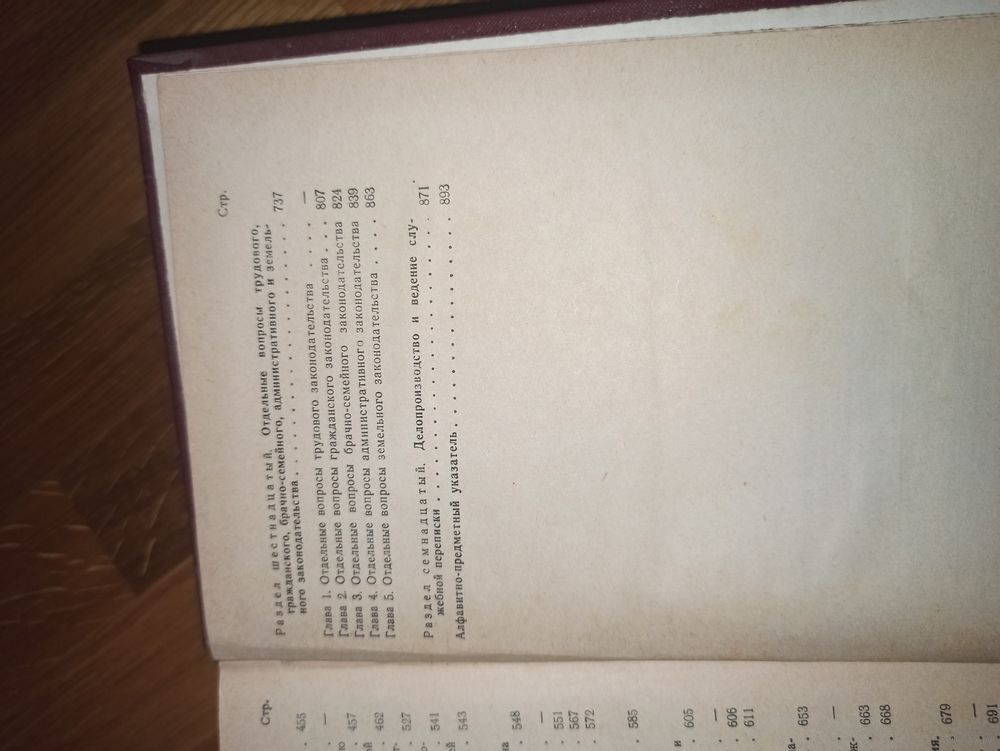 Стр.
. 455
. —
ю . 457
й . 462
т- . 527
о- . 541
ей . 543
ва . 548
. —
. 551
. 567
. 572
. 585
и . 605
. —
. 606
. 611
а- . 653
. —
ж- . 663
. 668
ия, . 679
. —
. 691
Стр.
Раздел шестнадцатый. Отдельные вопросы трудового,
гражданского, брачно-семейного, административного и земель-
ного законодательства . . . . . . . . . . . . . . . . 737
Глава 1. Отдельные вопросы трудового законодательства . . . . —
Глава 2. Отдельные вопросы гражданского законодательства . . . 807
Глава 3. Отдельные вопросы брачно-семейного законодательства 824
Глава 4. Отдельные вопросы административного законодательства 839
Глава 5. Отдельные вопросы земельного законодательства . . . . 863
Раздел семнадцатый. Делопроизводство и ведение слу-
жебной переписки . . . . . . . . . . . . . . . . . . 871
Алфавитно-предметный указатель . . . . . . . . . . . . . . 893